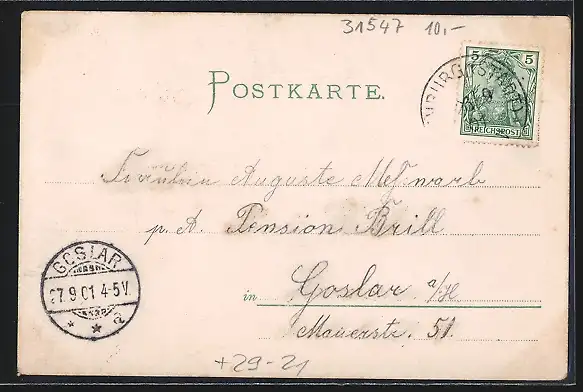 31547 10,-
POSTKARTE.
5 5
REICHSPOST
Fräulein Auguste
p. A. Pension Brill
in Goslar a/H
Mauerstr. 51.
GOSLAR
27.9.01 4-5V
* * a
+29-21